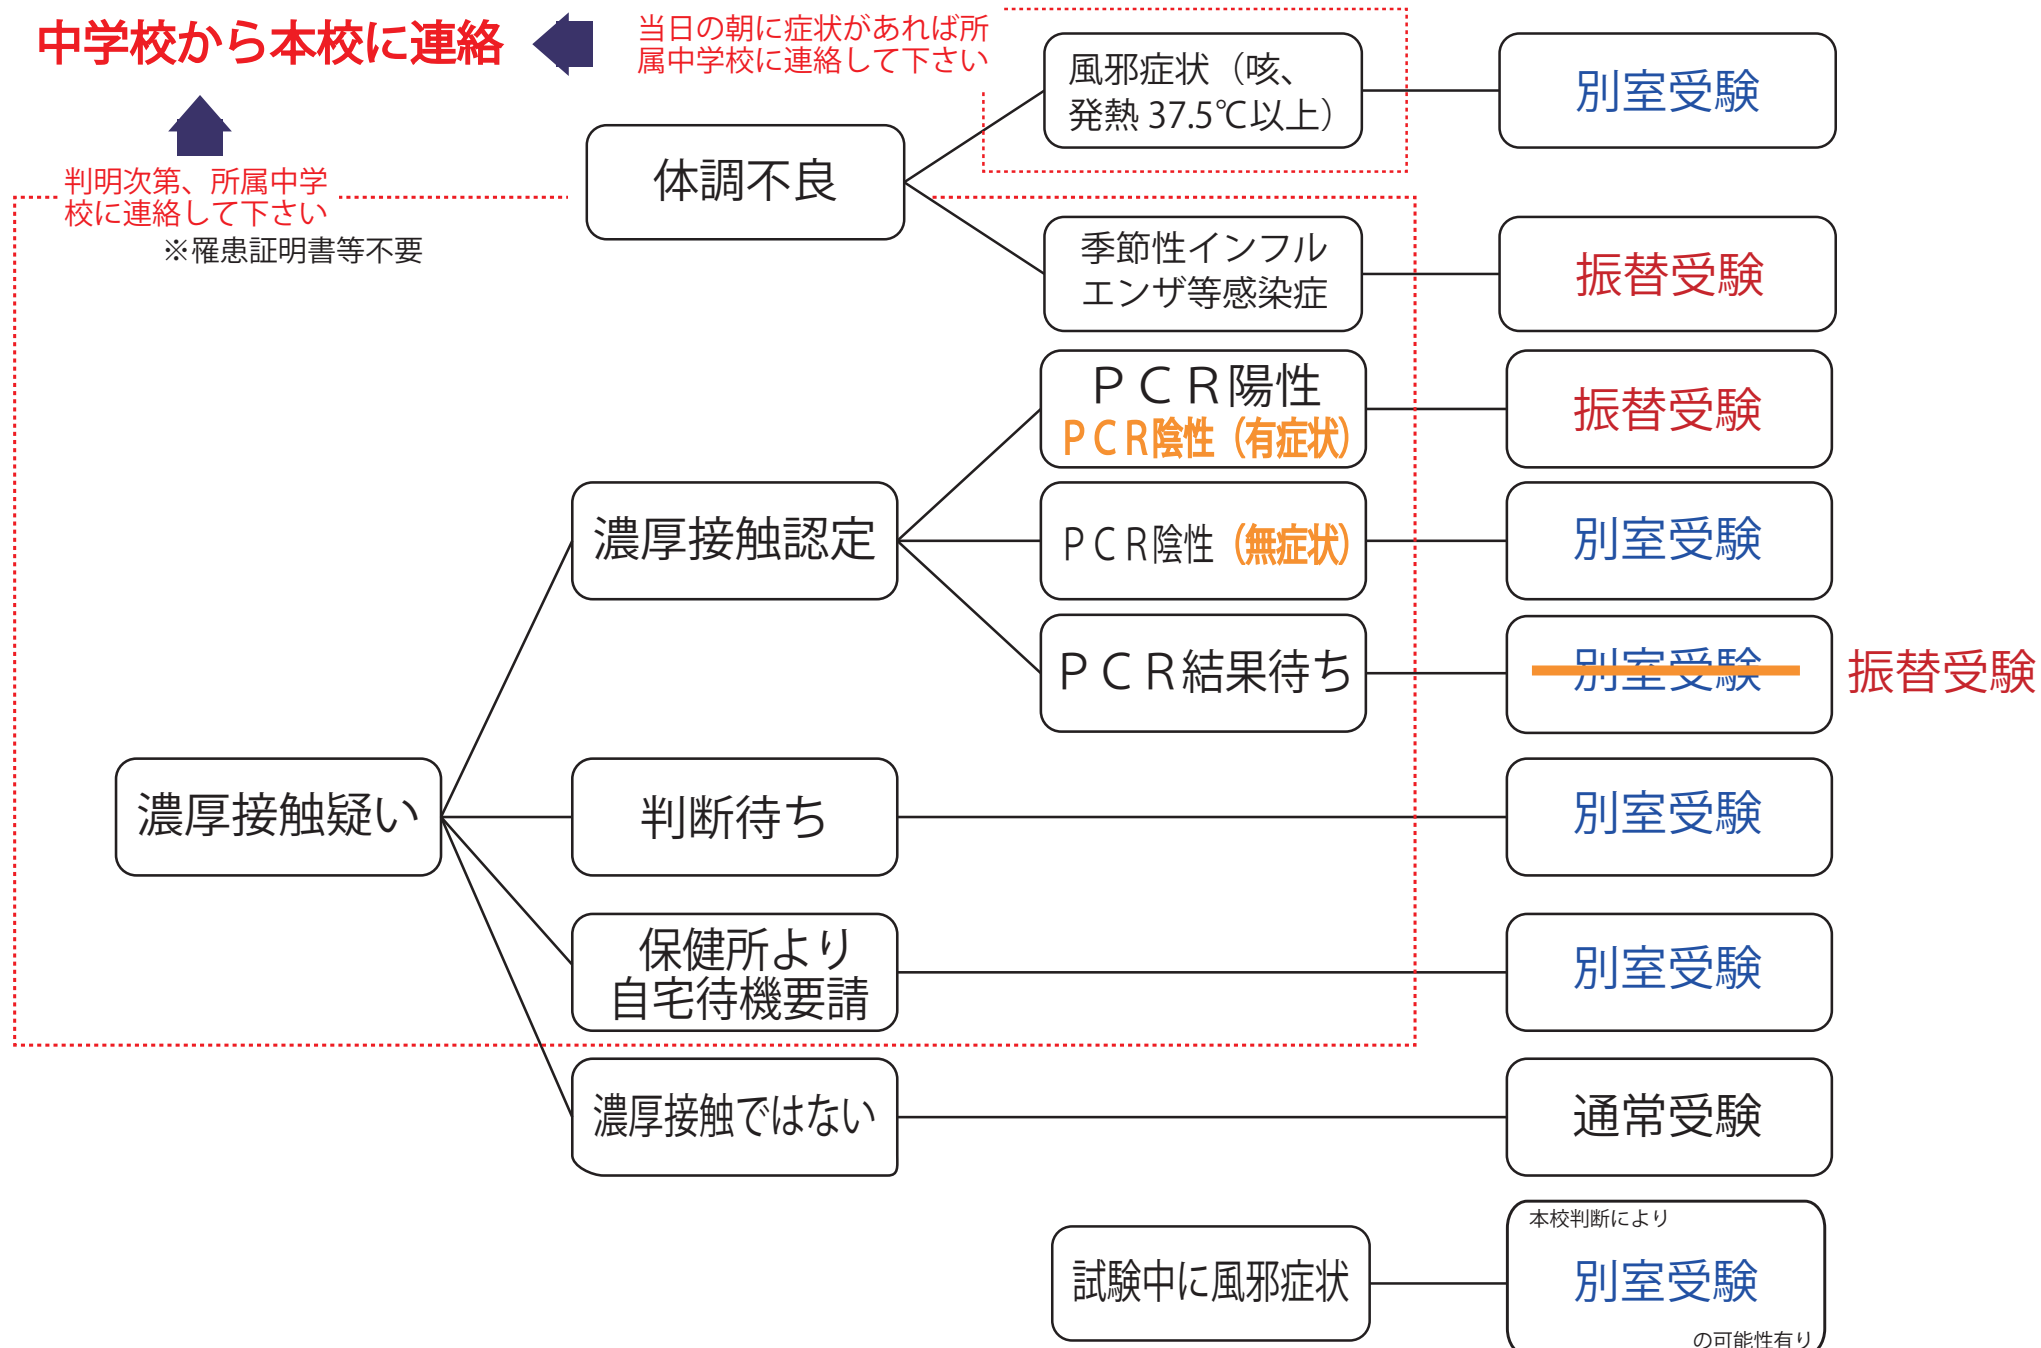 中学校から本校に連絡
当日の朝に症状があれば所
属中学校に連絡して下さい
風邪症状（咳、
発熱 37.5℃以上）
別室受験
判明次第、所属中学
校に連絡して下さい
※罹患証明書等不要
体調不良
季節性インフル
エンザ等感染症
振替受験
ＰＣＲ陽性
ＰＣＲ陰性（有症状）
振替受験
濃厚接触認定
ＰＣＲ陰性（無症状）
別室受験
ＰＣＲ結果待ち
別室受験
振替受験
濃厚接触疑い
判断待ち
別室受験
保健所より
自宅待機要請
別室受験
濃厚接触ではない
通常受験
試験中に風邪症状
本校判断により
別室受験
の可能性有り